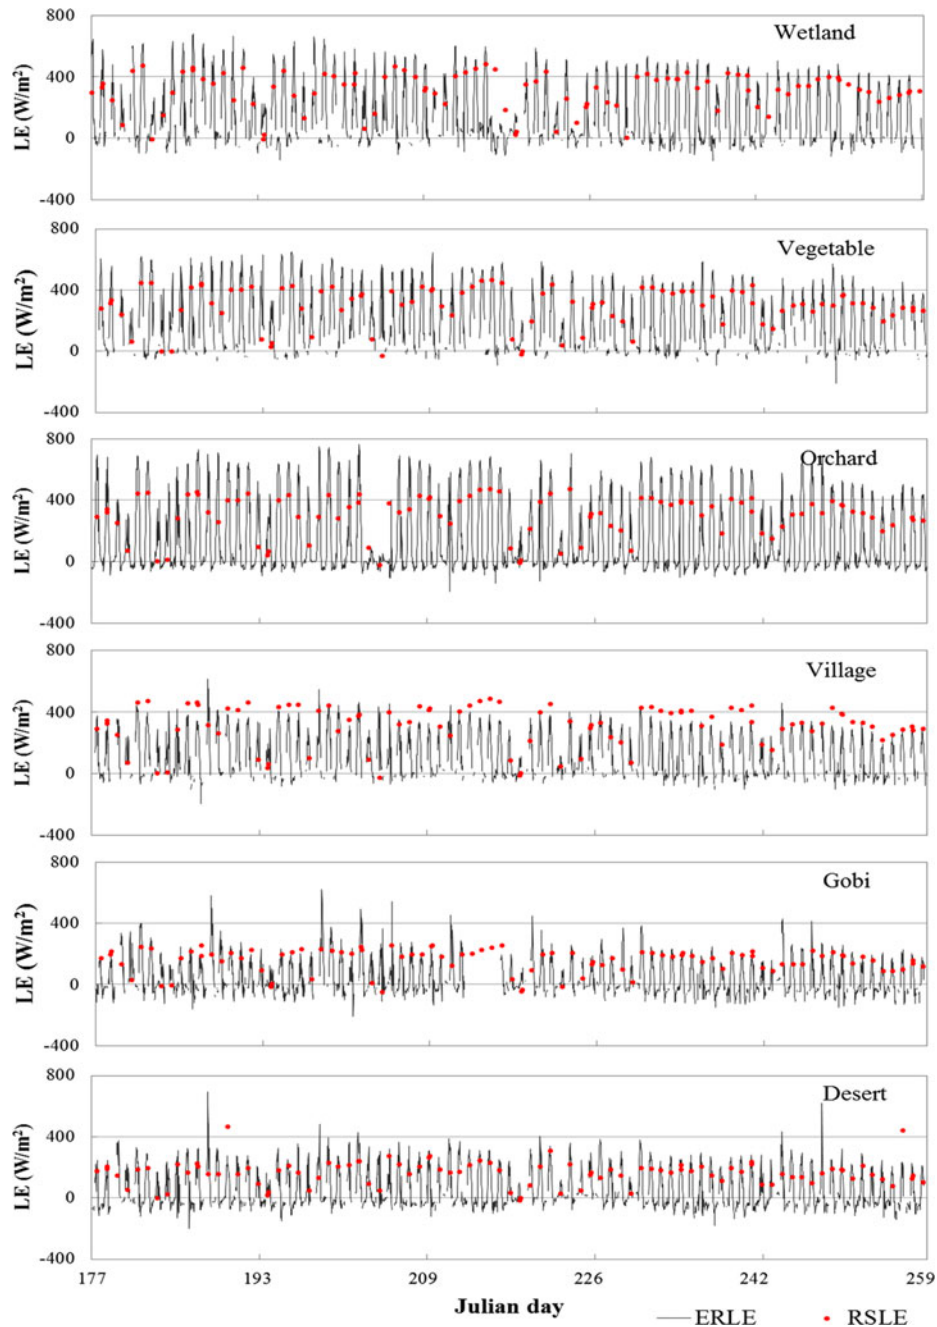 800
Wetland
400
0
-400
LE (W/m²)
800
Vegetable
400
0
-400
LE (W/m²)
800
Orchard
400
0
-400
LE (W/m²)
800
Village
400
0
-400
LE (W/m²)
800
Gobi
400
0
-400
LE (W/m²)
800
Desert
400
0
-400
LE (W/m²)
177 193 209 226 242 259
Julian day
ERLE RSLE